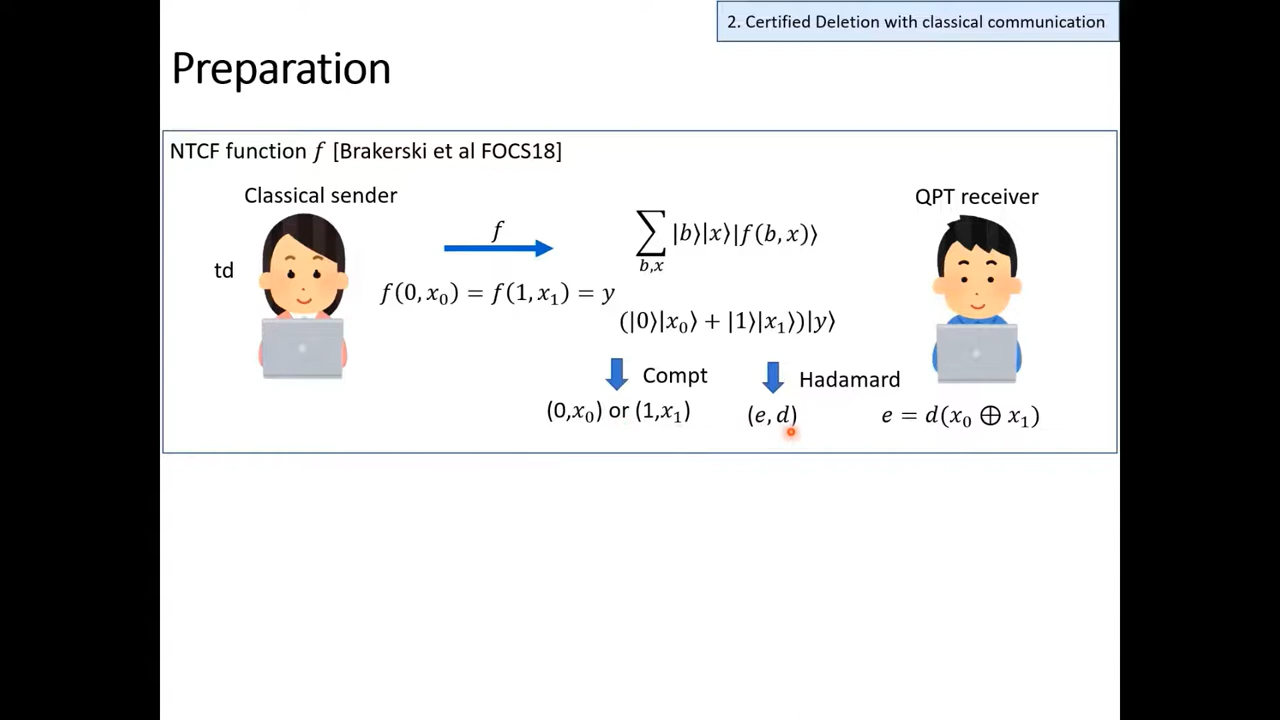 2. Certified Deletion with classical communication
Preparation
NTCF function 𝑓 [Brakerski et al FOCS18]
Classical sender
QPT receiver
td
𝑓
∑ |𝑏⟩|𝑥⟩|𝑓(𝑏, 𝑥)⟩
𝑏,𝑥
𝑓(0, 𝑥₀) = 𝑓(1, 𝑥₁) = 𝑦
(|0⟩|𝑥₀⟩ + |1⟩|𝑥₁⟩)|𝑦⟩
Compt
Hadamard
(0,𝑥₀) or (1,𝑥₁)
(𝑒, 𝑑)
𝑒 = 𝑑(𝑥₀ ⊕ 𝑥₁)